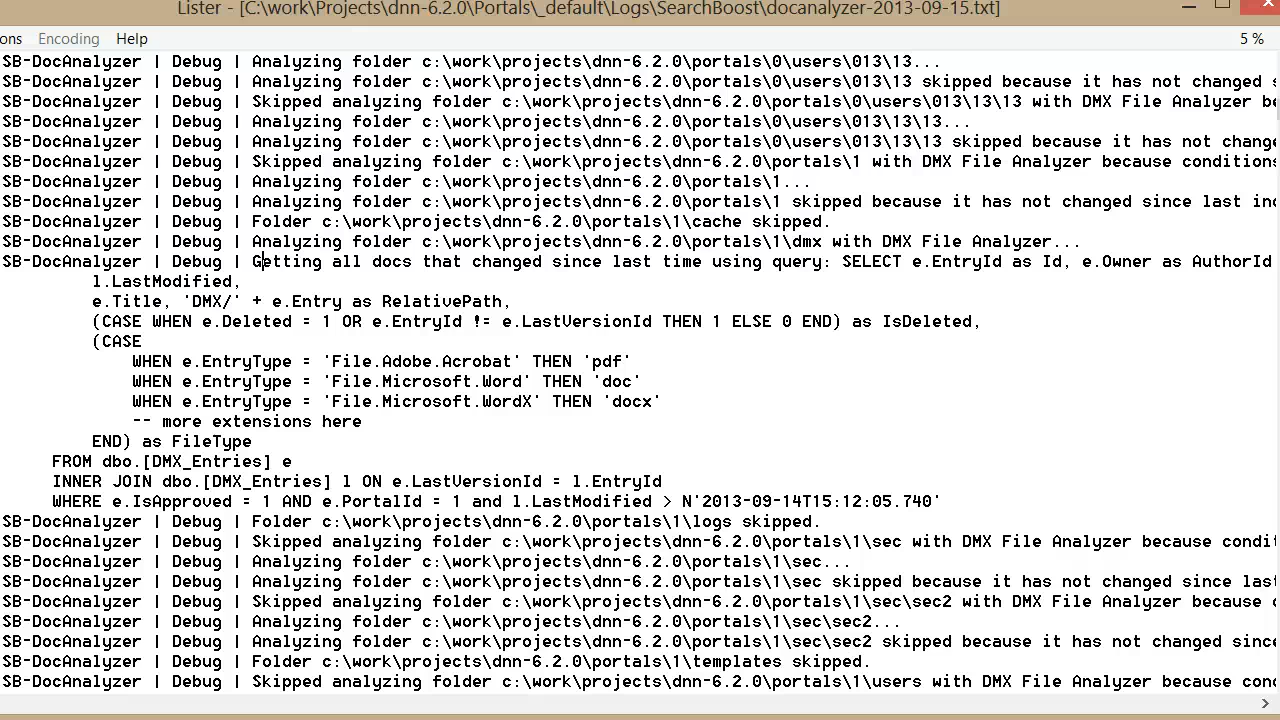 Lister - [C:\work\Projects\dnn-6.2.0\Portals\_default\Logs\SearchBoost\docanalyzer-2013-09-15.txt]
ons Encoding Help 5 %
SB-DocAnalyzer | Debug | Analyzing folder c:\work\projects\dnn-6.2.0\portals\0\users\013\13...
SB-DocAnalyzer | Debug | Analyzing folder c:\work\projects\dnn-6.2.0\portals\0\users\013\13 skipped because it has not changed s
SB-DocAnalyzer | Debug | Skipped analyzing folder c:\work\projects\dnn-6.2.0\portals\0\users\013\13\13 with DMX File Analyzer be
SB-DocAnalyzer | Debug | Analyzing folder c:\work\projects\dnn-6.2.0\portals\0\users\013\13\13...
SB-DocAnalyzer | Debug | Analyzing folder c:\work\projects\dnn-6.2.0\portals\0\users\013\13\13 skipped because it has not change
SB-DocAnalyzer | Debug | Skipped analyzing folder c:\work\projects\dnn-6.2.0\portals\1 with DMX File Analyzer because conditions
SB-DocAnalyzer | Debug | Analyzing folder c:\work\projects\dnn-6.2.0\portals\1...
SB-DocAnalyzer | Debug | Analyzing folder c:\work\projects\dnn-6.2.0\portals\1 skipped because it has not changed since last ind
SB-DocAnalyzer | Debug | Folder c:\work\projects\dnn-6.2.0\portals\1\cache skipped.
SB-DocAnalyzer | Debug | Analyzing folder c:\work\projects\dnn-6.2.0\portals\1\dmx with DMX File Analyzer...
SB-DocAnalyzer | Debug | Getting all docs that changed since last time using query: SELECT e.EntryId as Id, e.Owner as AuthorId
l.LastModified,
e.Title, 'DMX/' + e.Entry as RelativePath,
(CASE WHEN e.Deleted = 1 OR e.EntryId != e.LastVersionId THEN 1 ELSE 0 END) as IsDeleted,
(CASE
WHEN e.EntryType = 'File.Adobe.Acrobat' THEN 'pdf'
WHEN e.EntryType = 'File.Microsoft.Word' THEN 'doc'
WHEN e.EntryType = 'File.Microsoft.WordX' THEN 'docx'
-- more extensions here
END) as FileType
FROM dbo.[DMX_Entries] e
INNER JOIN dbo.[DMX_Entries] l ON e.LastVersionId = l.EntryId
WHERE e.IsApproved = 1 AND e.PortalId = 1 and l.LastModified > N'2013-09-14T15:12:05.740'
SB-DocAnalyzer | Debug | Folder c:\work\projects\dnn-6.2.0\portals\1\logs skipped.
SB-DocAnalyzer | Debug | Skipped analyzing folder c:\work\projects\dnn-6.2.0\portals\1\sec with DMX File Analyzer because condit
SB-DocAnalyzer | Debug | Analyzing folder c:\work\projects\dnn-6.2.0\portals\1\sec...
SB-DocAnalyzer | Debug | Analyzing folder c:\work\projects\dnn-6.2.0\portals\1\sec skipped because it has not changed since last
SB-DocAnalyzer | Debug | Skipped analyzing folder c:\work\projects\dnn-6.2.0\portals\1\sec\sec2 with DMX File Analyzer because c
SB-DocAnalyzer | Debug | Analyzing folder c:\work\projects\dnn-6.2.0\portals\1\sec\sec2...
SB-DocAnalyzer | Debug | Analyzing folder c:\work\projects\dnn-6.2.0\portals\1\sec\sec2 skipped because it has not changed since
SB-DocAnalyzer | Debug | Folder c:\work\projects\dnn-6.2.0\portals\1\templates skipped.
SB-DocAnalyzer | Debug | Skipped analyzing folder c:\work\projects\dnn-6.2.0\portals\1\users with DMX File Analyzer because cond